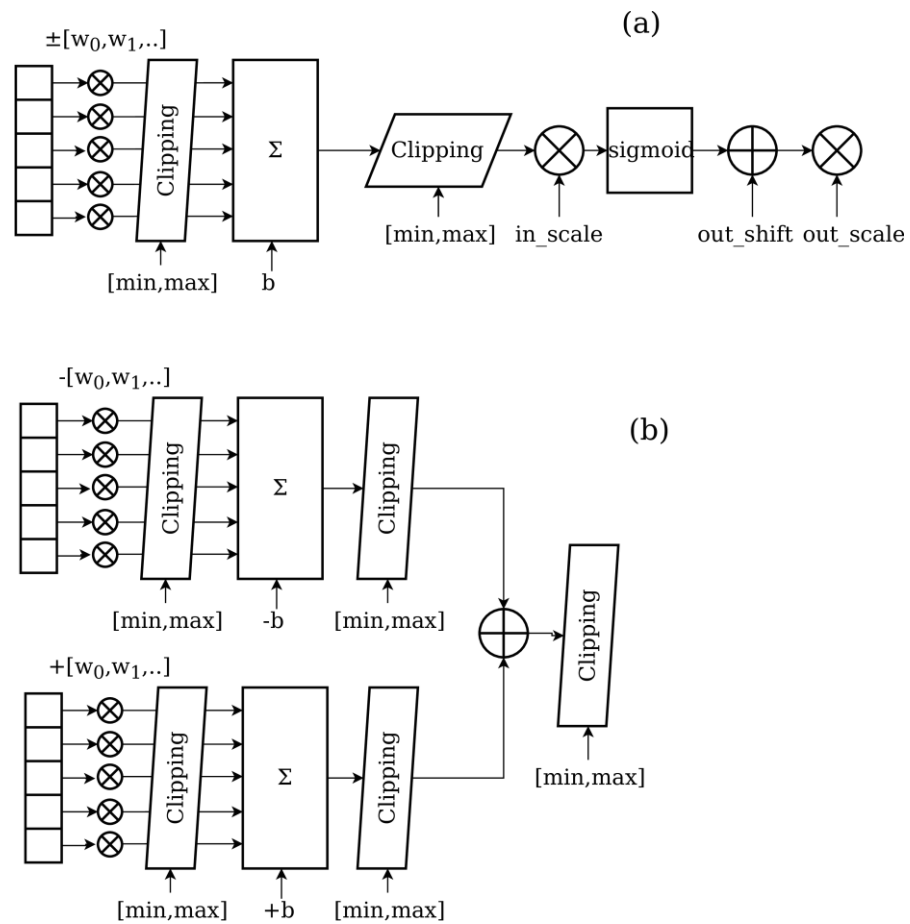 (a)
±[w0,w1,..]
Clipping
Σ
Clipping
sigmoid
[min,max]
b
[min,max]
in_scale
out_shift
out_scale
-[w0,w1,..]
(b)
Clipping
Σ
Clipping
[min,max]
-b
[min,max]
Clipping
+[w0,w1,..]
Clipping
Σ
Clipping
[min,max]
[min,max]
+b
[min,max]